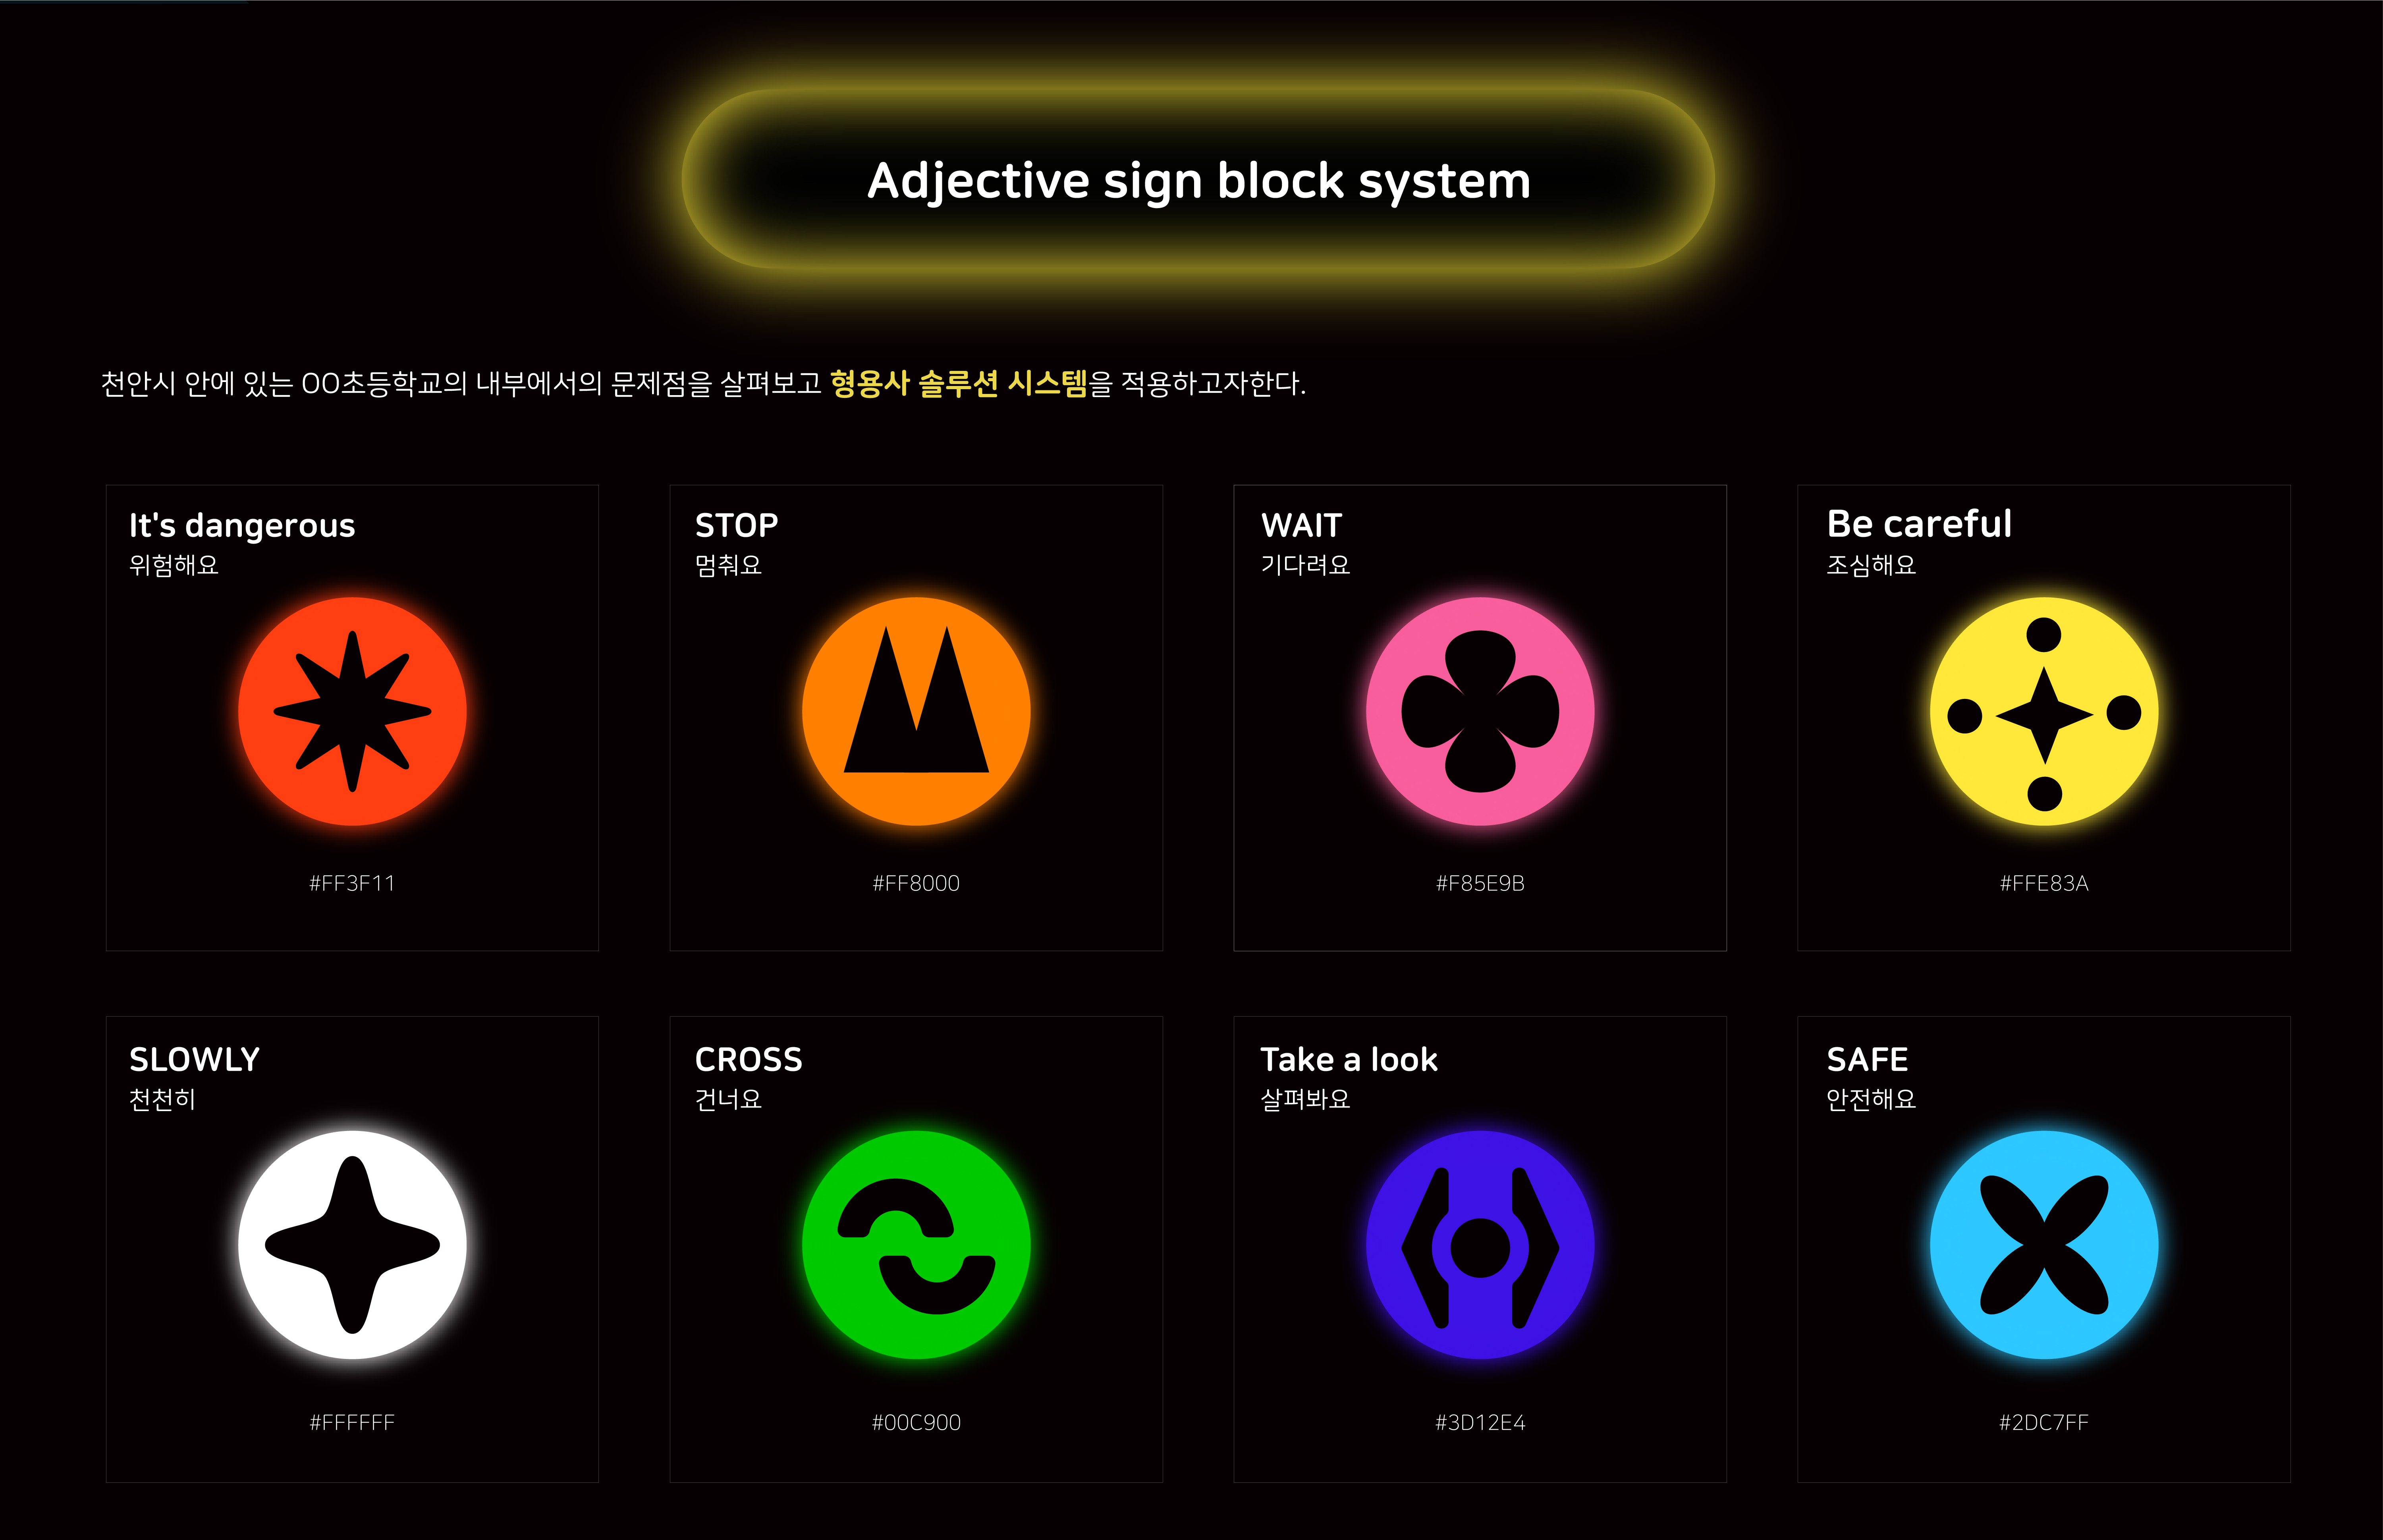 Adjective sign block system
천안시 안에 있는 OO초등학교의 내부에서의 문제점을 살펴보고 형용사 솔루션 시스템을 적용하고자한다.
It's dangerous
위험해요
#FF3F11
STOP
멈춰요
#FF8000
WAIT
기다려요
#F85E9B
Be careful
조심해요
#FFE83A
SLOWLY
천천히
#FFFFFF
CROSS
건너요
#00C900
Take a look
살펴봐요
#3D12E4
SAFE
안전해요
#2DC7FF